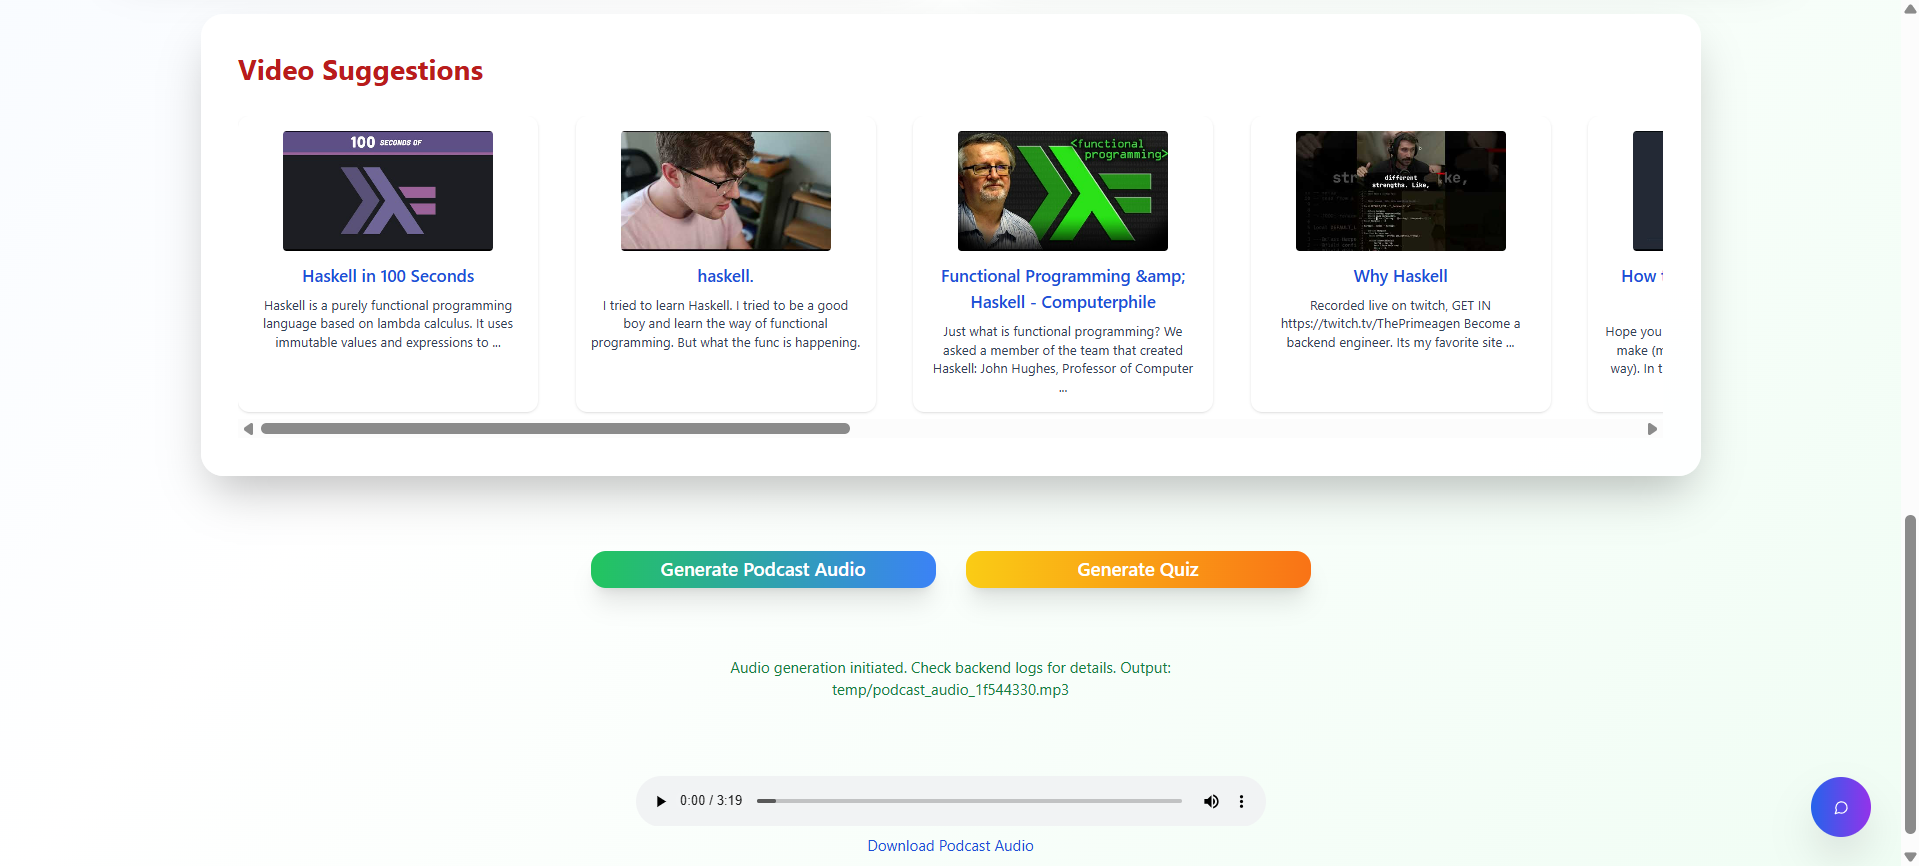 Video Suggestions
100 SECONDS OF
Haskell in 100 Seconds
Haskell is a purely functional programming
language based on lambda calculus. It uses
immutable values and expressions to ...
haskell.
I tried to learn Haskell. I tried to be a good
boy and learn the way of functional
programming. But what the func is happening.
<functional
programming>
Functional Programming &amp;
Haskell - Computerphile
Just what is functional programming? We
asked a member of the team that created
Haskell: John Hughes, Professor of Computer
...
different
strengths. Like,
Why Haskell
Recorded live on twitch, GET IN
https://twitch.tv/ThePrimeagen Become a
backend engineer. Its my favorite site ...
How
Hope you
make (m
way). In t
Generate Podcast Audio
Generate Quiz
Audio generation initiated. Check backend logs for details. Output:
temp/podcast_audio_1f544330.mp3
0:00 / 3:19
Download Podcast Audio